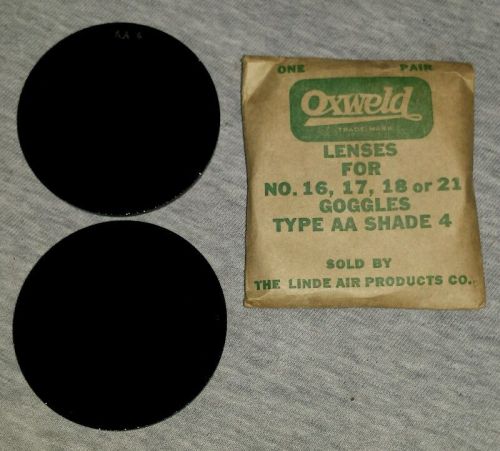 AA 4
ONE PAIR
Oxweld
TRADE MARK
LENSES
FOR
NO. 16, 17, 18 or 21
GOGGLES
TYPE AA SHADE 4
SOLD BY
THE LINDE AIR PRODUCTS CO.